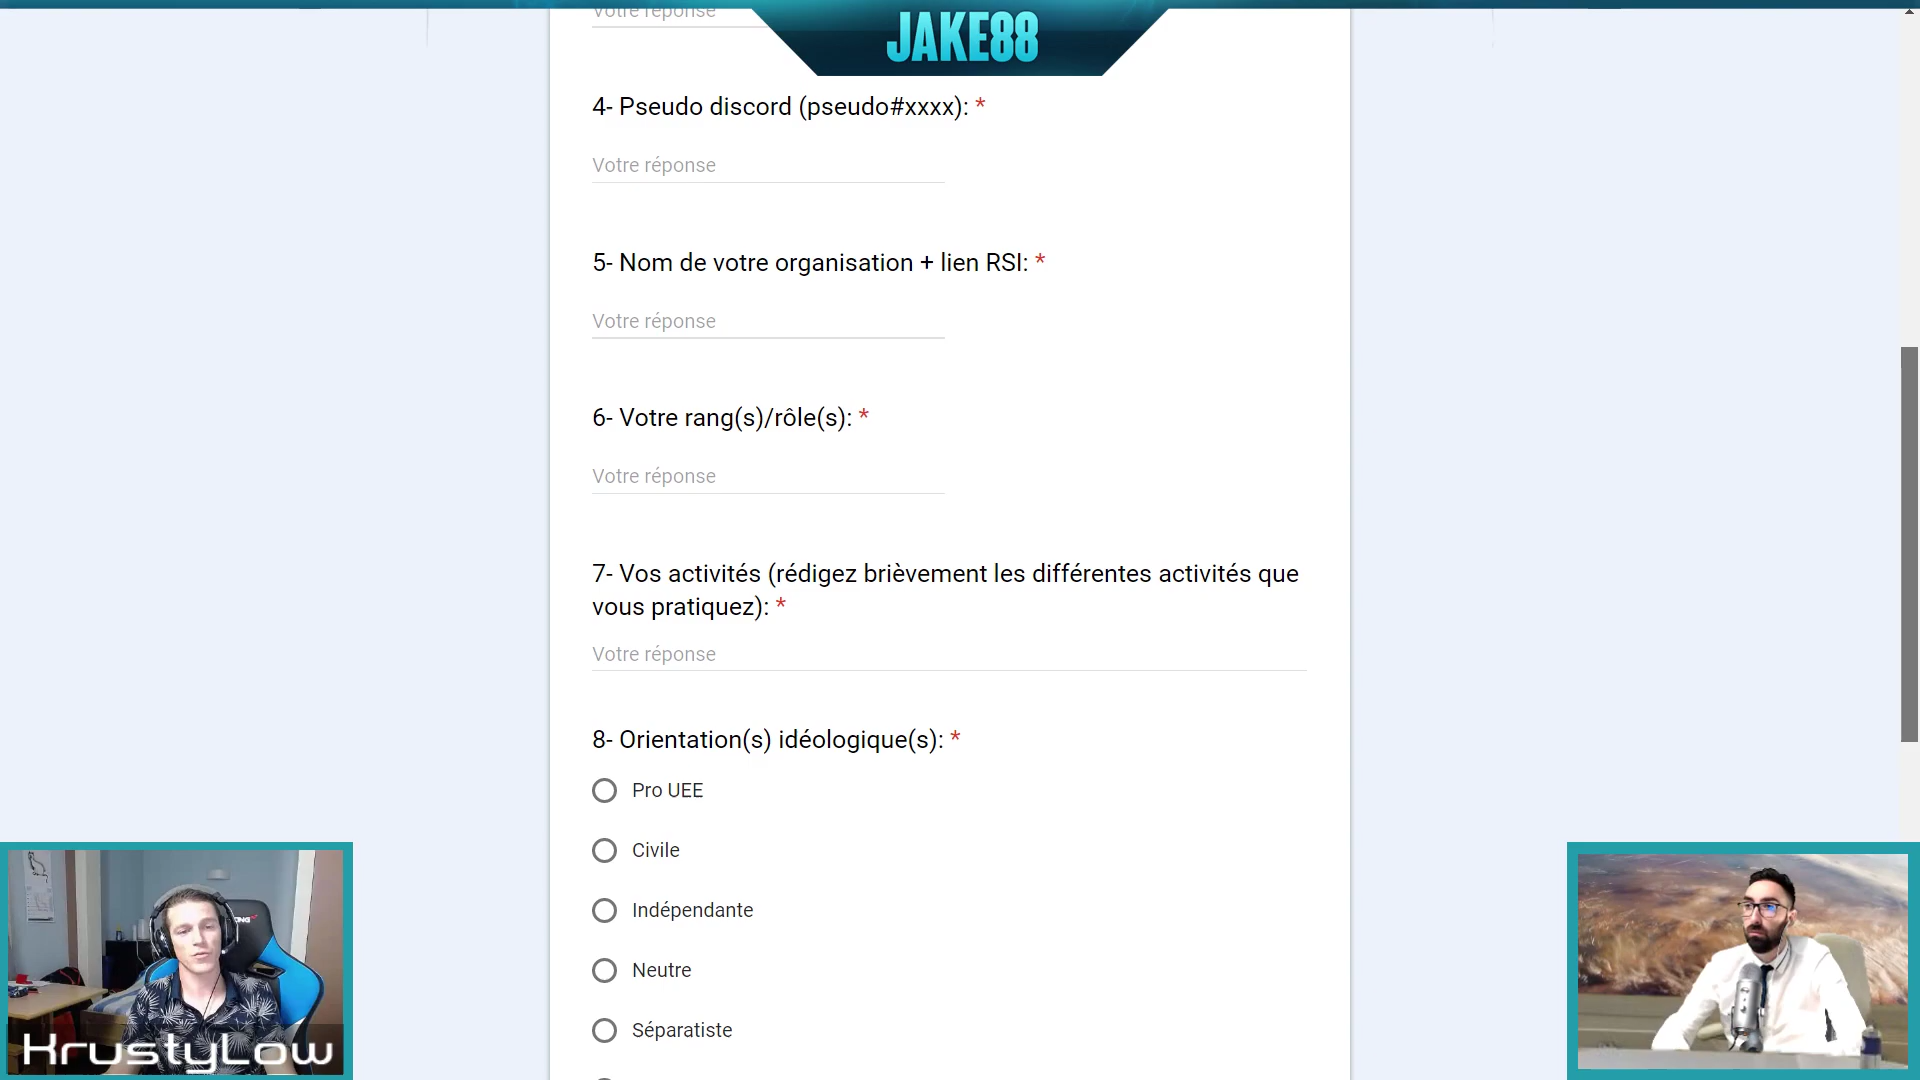 Votre réponse
JAKE88
4- Pseudo discord (pseudo#xxxx): *
Votre réponse
5- Nom de votre organisation + lien RSI: *
Votre réponse
6- Votre rang(s)/rôle(s): *
Votre réponse
7- Vos activités (rédigez brièvement les différentes activités que
vous pratiquez): *
Votre réponse
8- Orientation(s) idéologique(s): *
Pro UEE
Civile
Indépendante
Neutre
Séparatiste
KrustyLow